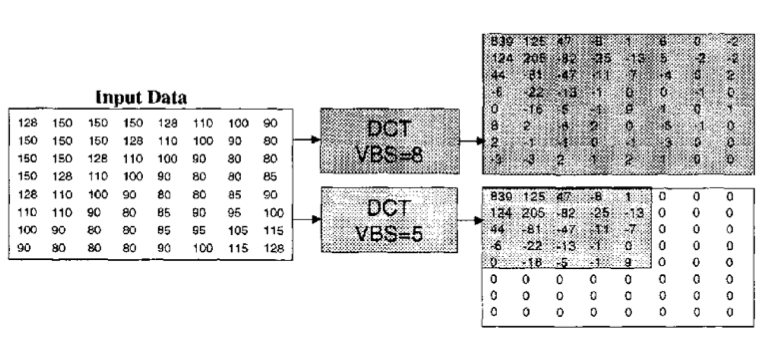 Input Data
128 150 150 150 128 110 100 90
150 150 150 128 110 100 90 80
150 150 128 110 100 90 80 80
150 128 110 100 90 80 80 85
128 110 100 90 80 80 85 90
110 110 90 80 85 90 95 100
100 90 80 80 85 95 105 115
90 80 80 80 90 100 115 128
DCT
VBS=8
839 125 47 -8 1 6 0 -2
124 205 -82 -25 -13 5 -2 -2
44 -81 -47 -11 -7 -4 0 2
-6 -22 -13 -1 0 0 -1 0
0 -16 -5 -1 9 1 0 1
8 2 2 0 -5 -1 0
2 -1 -1 0 -1 -3 0 0
-3 -3 2 1 2 1 0 0
DCT
VBS=5
839 125 47 -8 1 0 0 0
124 205 -82 -25 -13 0 0 0
44 -81 -47 -11 -7 0 0 0
-6 -22 -13 -1 0 0 0 0
0 -16 -5 -1 9 0 0 0
0 0 0 0 0 0 0 0
0 0 0 0 0 0 0 0
0 0 0 0 0 0 0 0